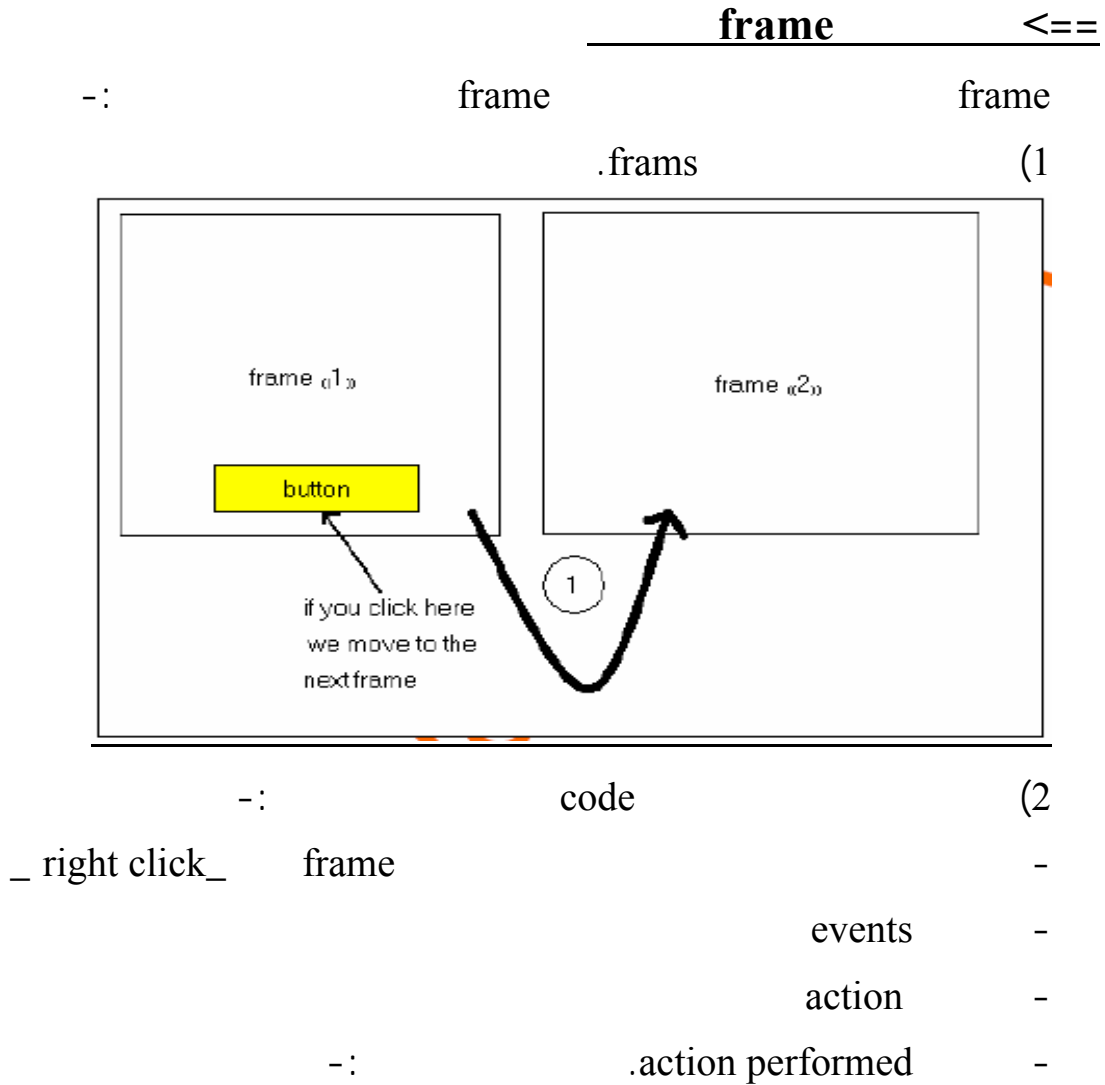 frame <==
frame frame :-
1) frams.
frame «1»
frame «2»
button
1
if you click here
we move to the
next frame
2) code :-
- frame _ right click_
- events
- action
- action performed. :-